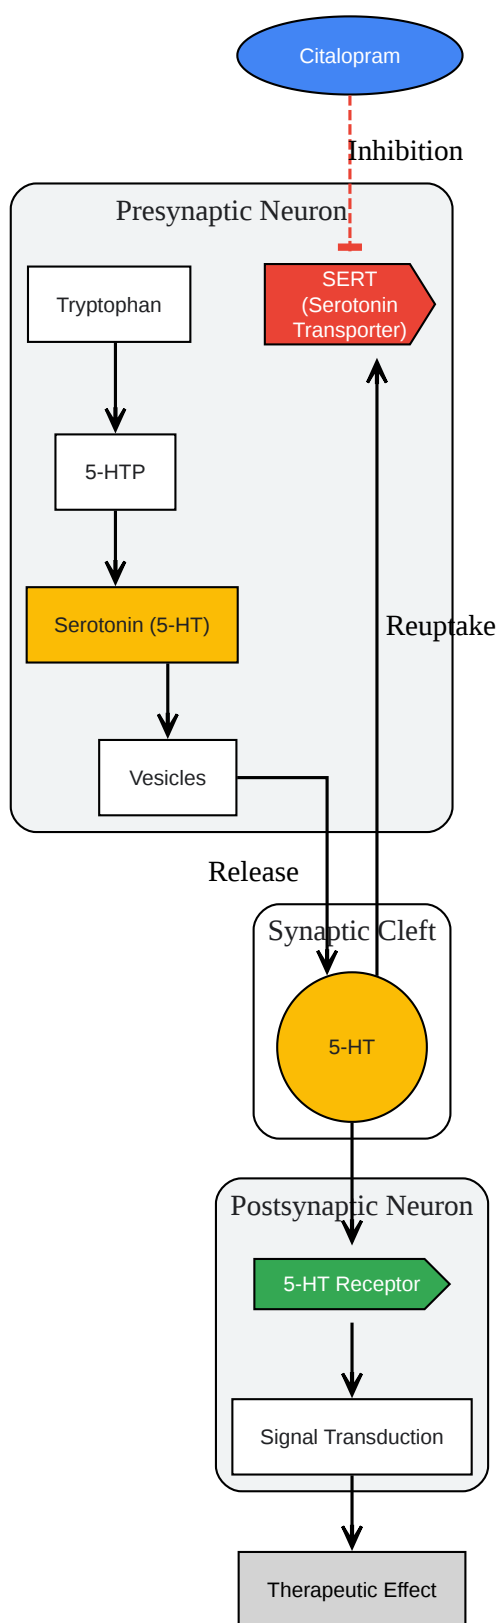 Citalopram
Inhibition
Presynaptic Neuron
SERT
(Serotonin
Transporter)
Tryptophan
5-HTP
Serotonin (5-HT)
Reuptake
Vesicles
Release
Synaptic Cleft
5-HT
Postsynaptic Neuron
5-HT Receptor
Signal Transduction
Therapeutic Effect